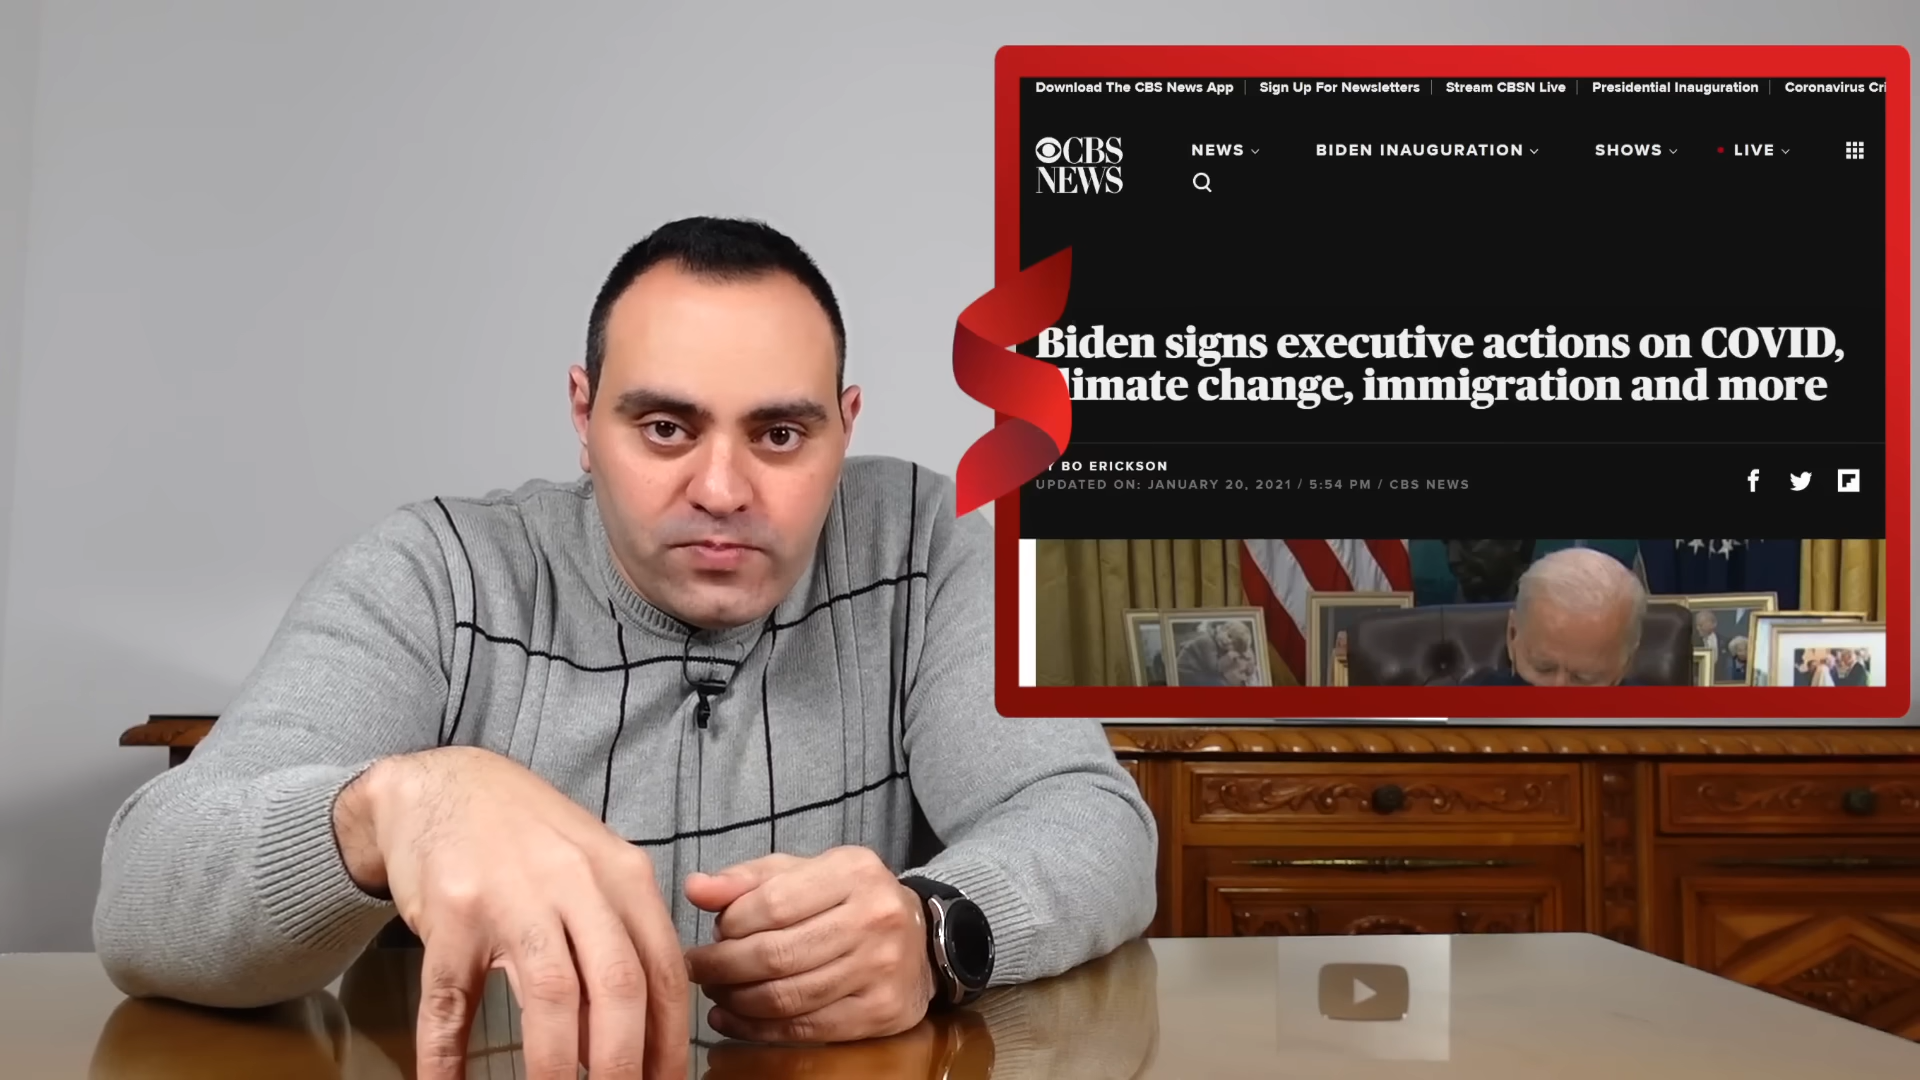 Download The CBS News App
Sign Up For Newsletters
Stream CBSN Live
Presidential Inauguration
Coronavirus Cri
CBS
NEWS
NEWS
BIDEN INAUGURATION
SHOWS
LIVE
Biden signs executive actions on COVID,
limate change, immigration and more
Y BO ERICKSON
UPDATED ON: JANUARY 20, 2021 / 5:54 PM / CBS NEWS